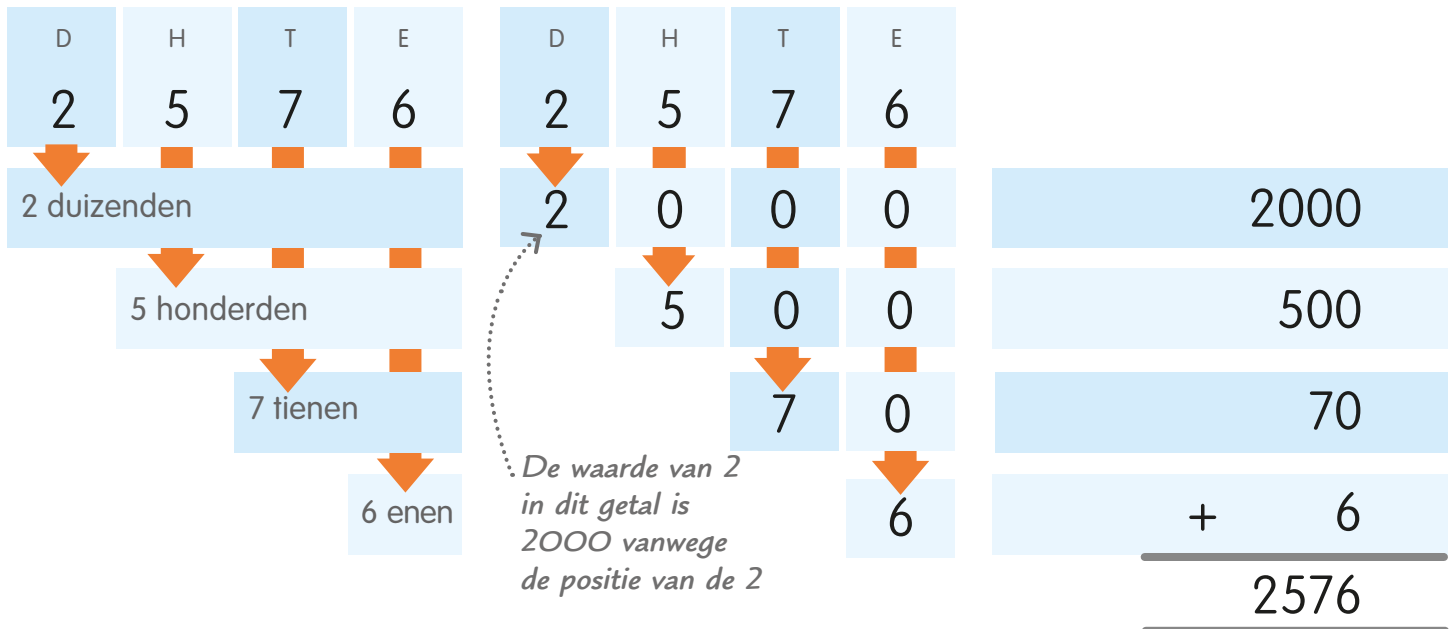 D H T E D H T E
2 5 7 6 2 5 7 6
2 duizenden 2 0 0 0 2000
5 honderden 5 0 0 500
7 tienen 7 0 70
6 enen 6 + 6
De waarde van 2
in dit getal is
2000 vanwege
de positie van de 2
2576